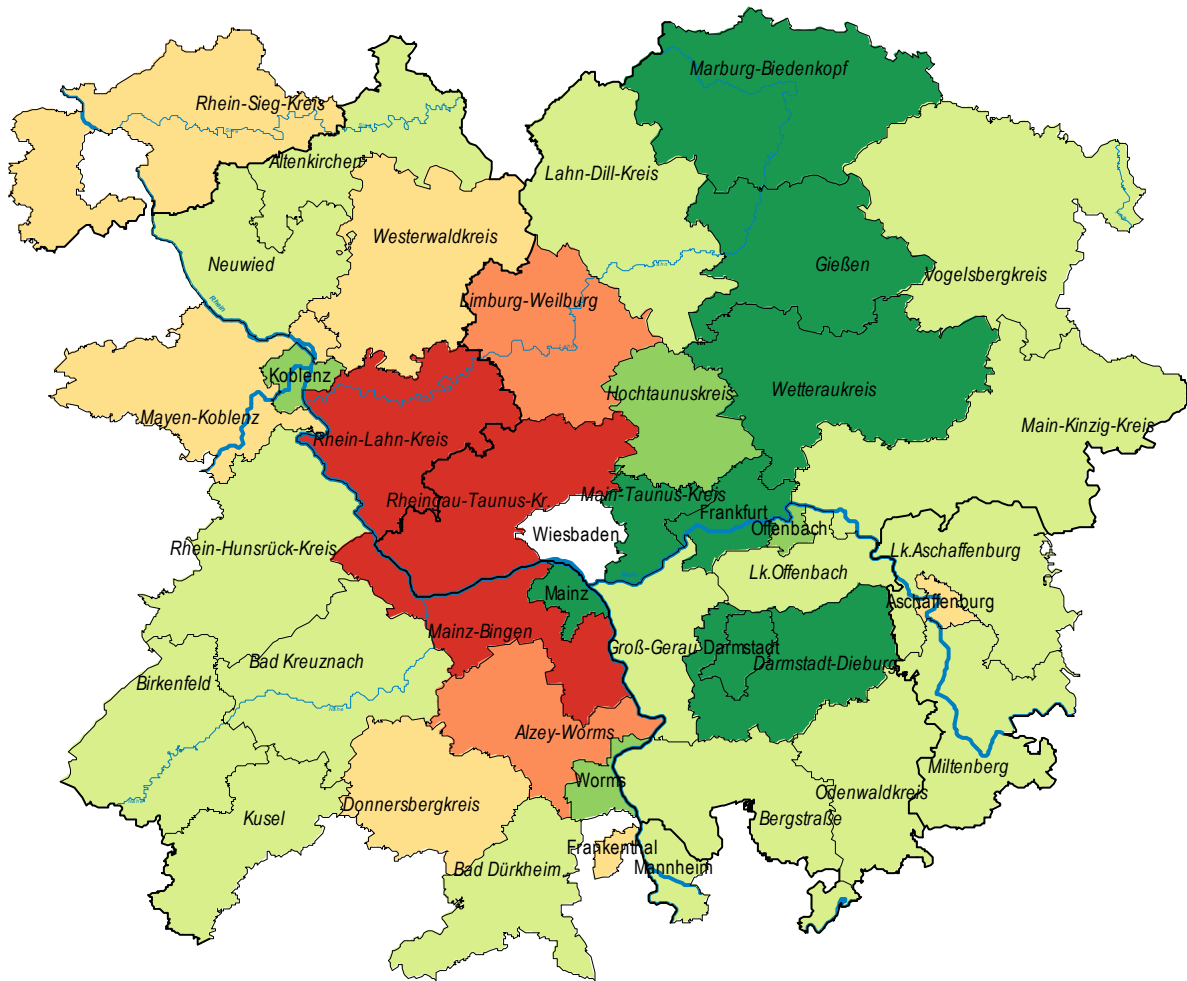 Marburg-Biedenkopf
Rhein-Sieg-Kreis
Altenkirchen
Lahn-Dill-Kreis
Westerwaldkreis
Neuwied
Gießen
Vogelsbergkreis
Rhein
Limburg-Weilburg
Koblenz
Hochtaunuskreis
Wetteraukreis
Mayen-Koblenz
Main-Kinzig-Kreis
Rhein-Lahn-Kreis
Rheingau-Taunus-Kr.
Main-Taunus-Kreis
Frankfurt
Offenbach
Wiesbaden
Rhein-Hunsrück-Kreis
Lk.Aschaffenburg
Lk.Offenbach
Mainz
Aschaffenburg
Mainz-Bingen
Groß-Gerau
Darmstadt
Bad Kreuznach
Darmstadt-Dieburg
Birkenfeld
Nahe
Alzey-Worms
Miltenberg
Worms
Odenwaldkreis
Donnersbergkreis
Kusel
Bergstraße
Frankenthal
Bad Dürkheim
Mannheim